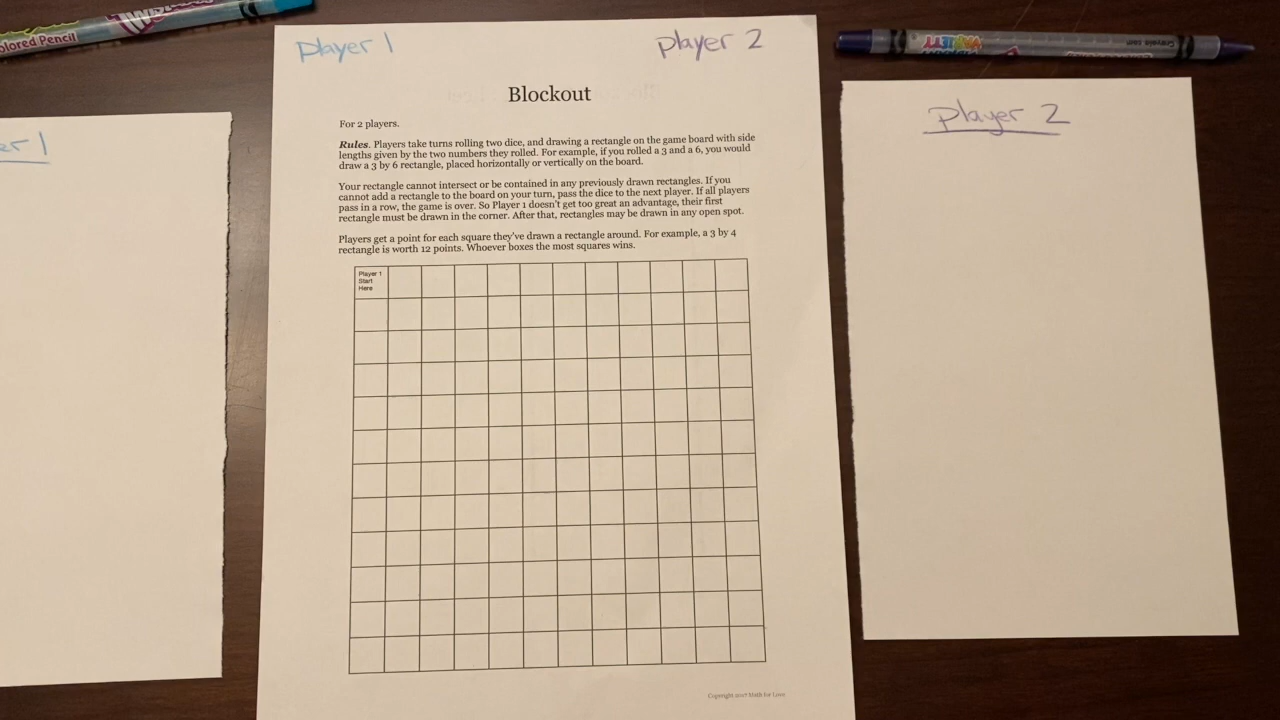 olored Pencil
Player 1
Player 2
er 1
Player 2
Blockout
For 2 players.
Rules. Players take turns rolling two dice, and drawing a rectangle on the game board with side
lengths given by the two numbers they rolled. For example, if you rolled a 3 and a 6, you would
draw a 3 by 6 rectangle, placed horizontally or vertically on the board.
Your rectangle cannot intersect or be contained in any previously drawn rectangles. If you
cannot add a rectangle to the board on your turn, pass the dice to the next player. If all players
pass in a row, the game is over. So Player 1 doesn't get too great an advantage, their first
rectangle must be drawn in the corner. After that, rectangles may be drawn in any open spot.
Players get a point for each square they've drawn a rectangle around. For example, a 3 by 4
rectangle is worth 12 points. Whoever boxes the most squares wins.
Player 1
Start
Here
Copyright 2017 Math for Love